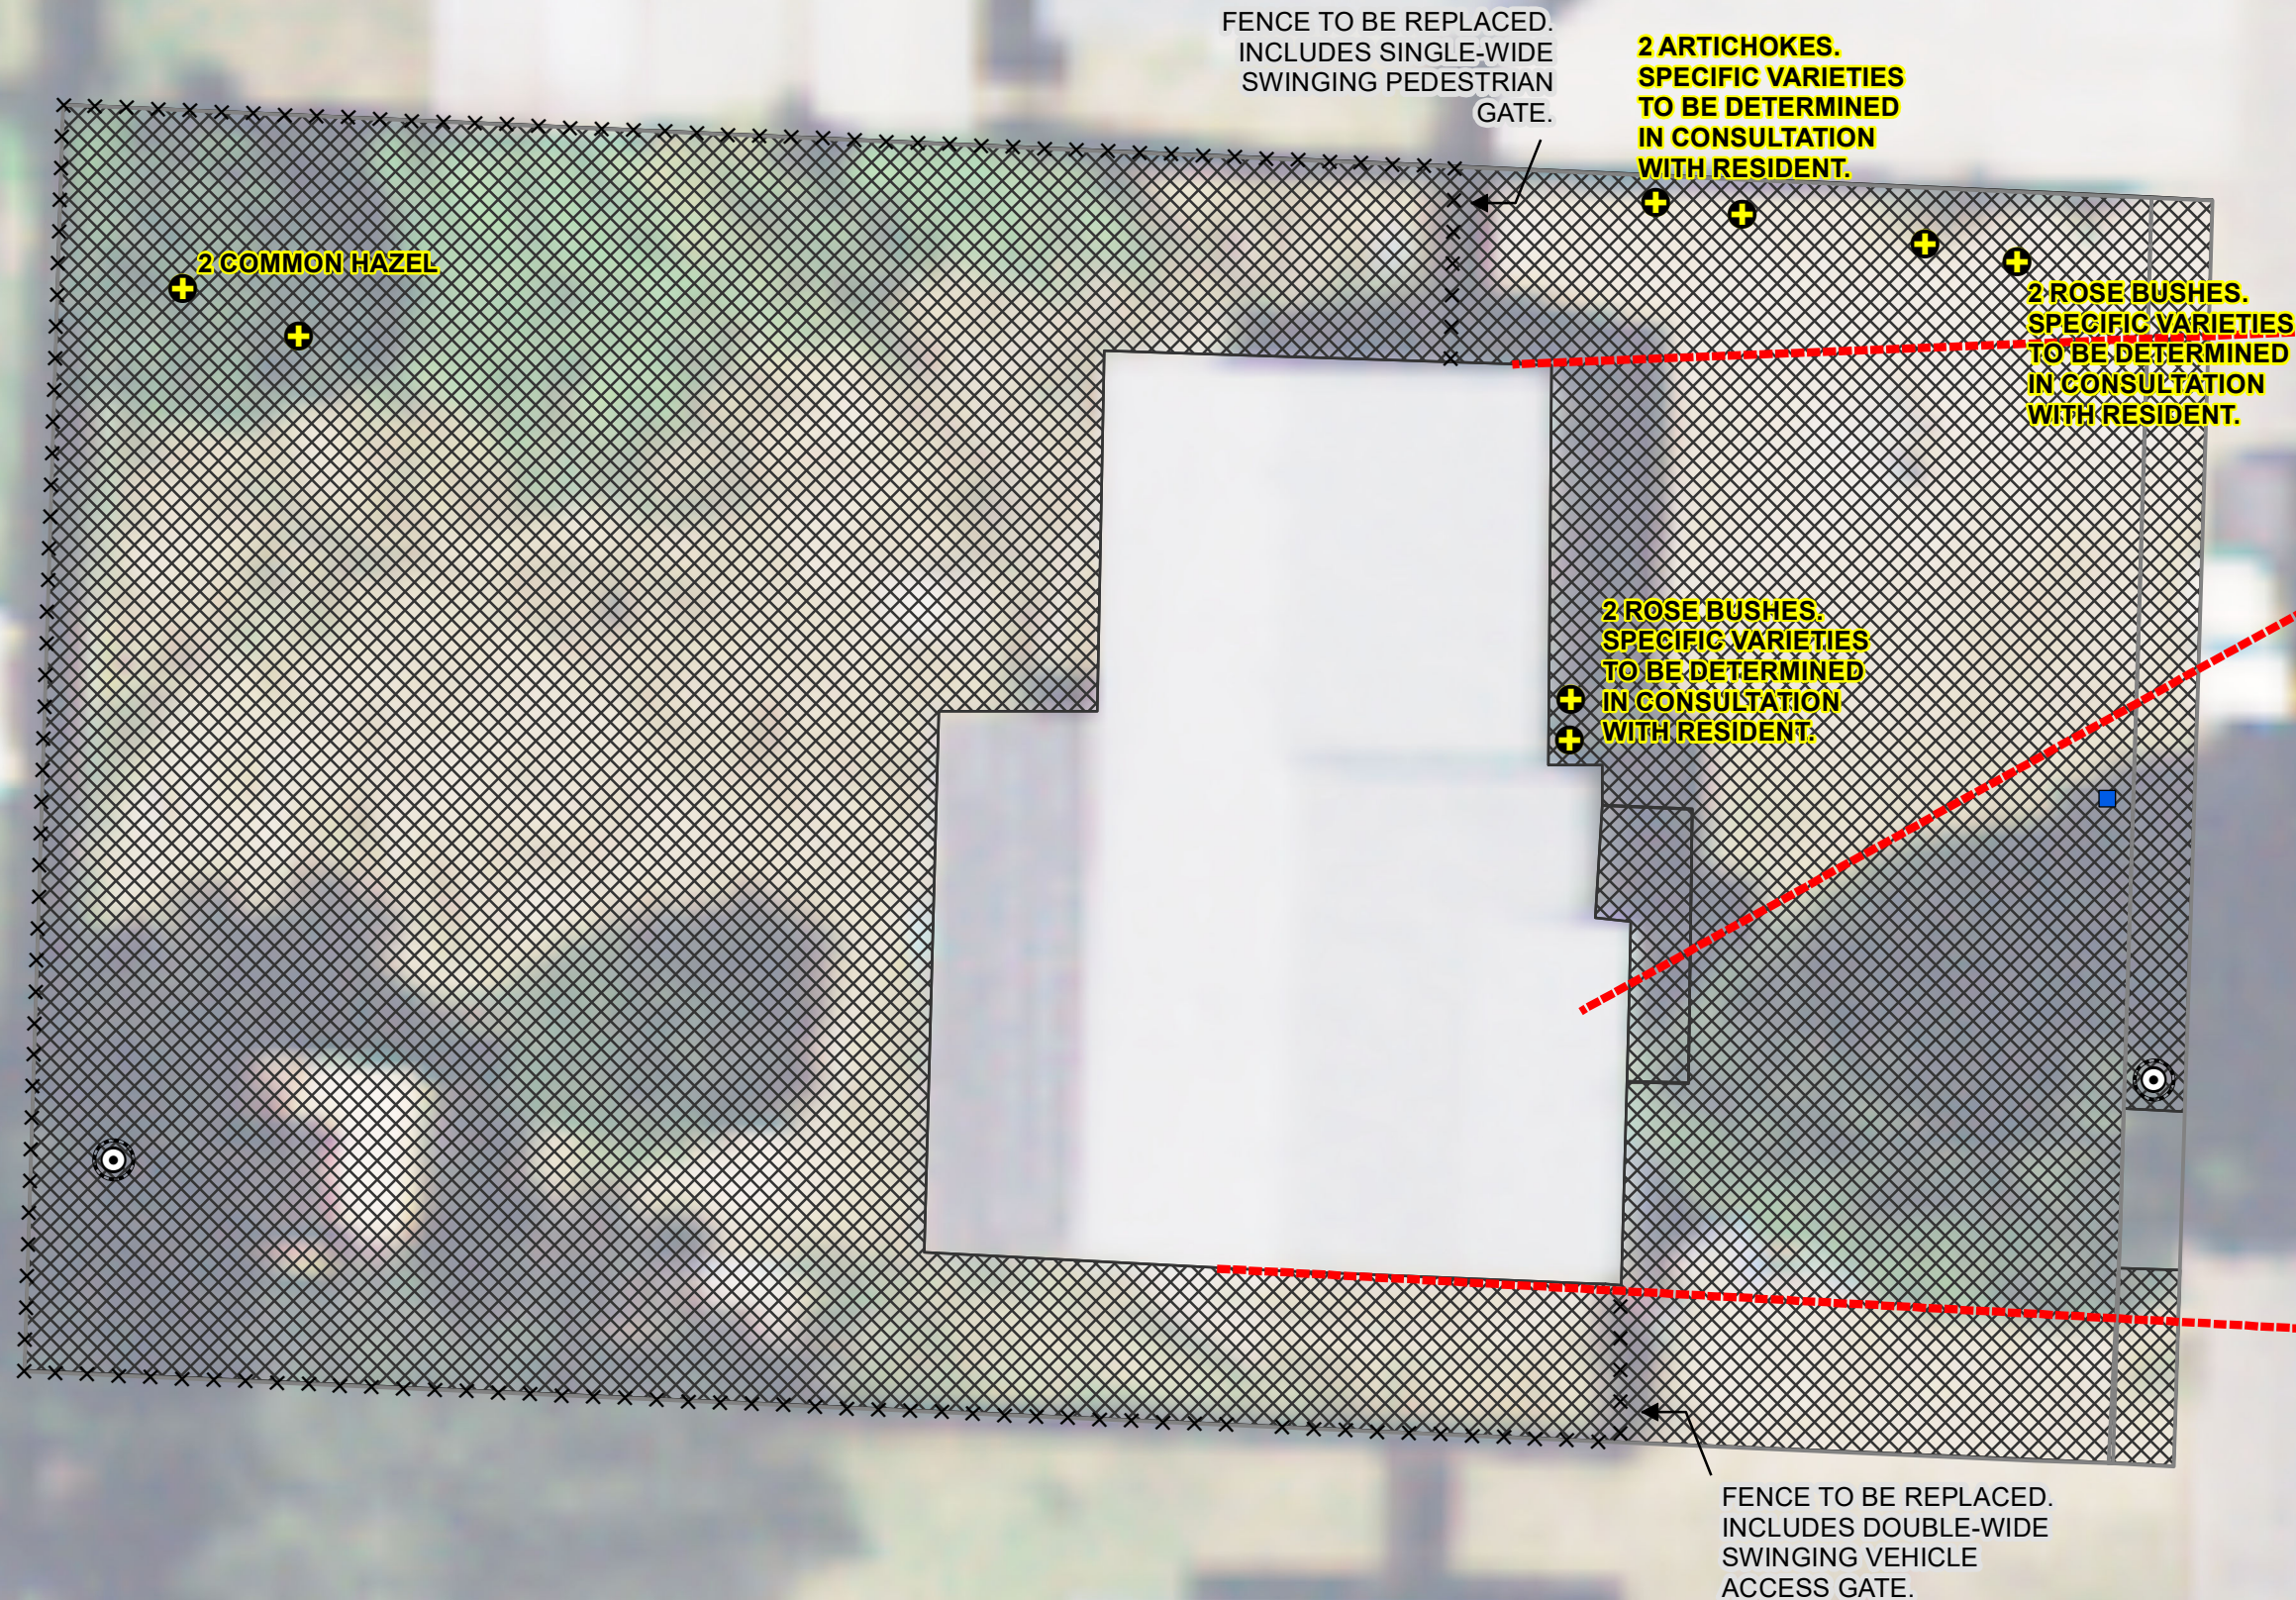 FENCE TO BE REPLACED.
INCLUDES SINGLE-WIDE
SWINGING PEDESTRIAN
GATE.
2 ARTICHOKES.
SPECIFIC VARIETIES
TO BE DETERMINED
IN CONSULTATION
WITH RESIDENT.
2 COMMON HAZEL
2 ROSE BUSHES.
SPECIFIC VARIETIES
TO BE DETERMINED
IN CONSULTATION
WITH RESIDENT.
2 ROSE BUSHES.
SPECIFIC VARIETIES
TO BE DETERMINED
IN CONSULTATION
WITH RESIDENT.
FENCE TO BE REPLACED.
INCLUDES DOUBLE-WIDE
SWINGING VEHICLE
ACCESS GATE.